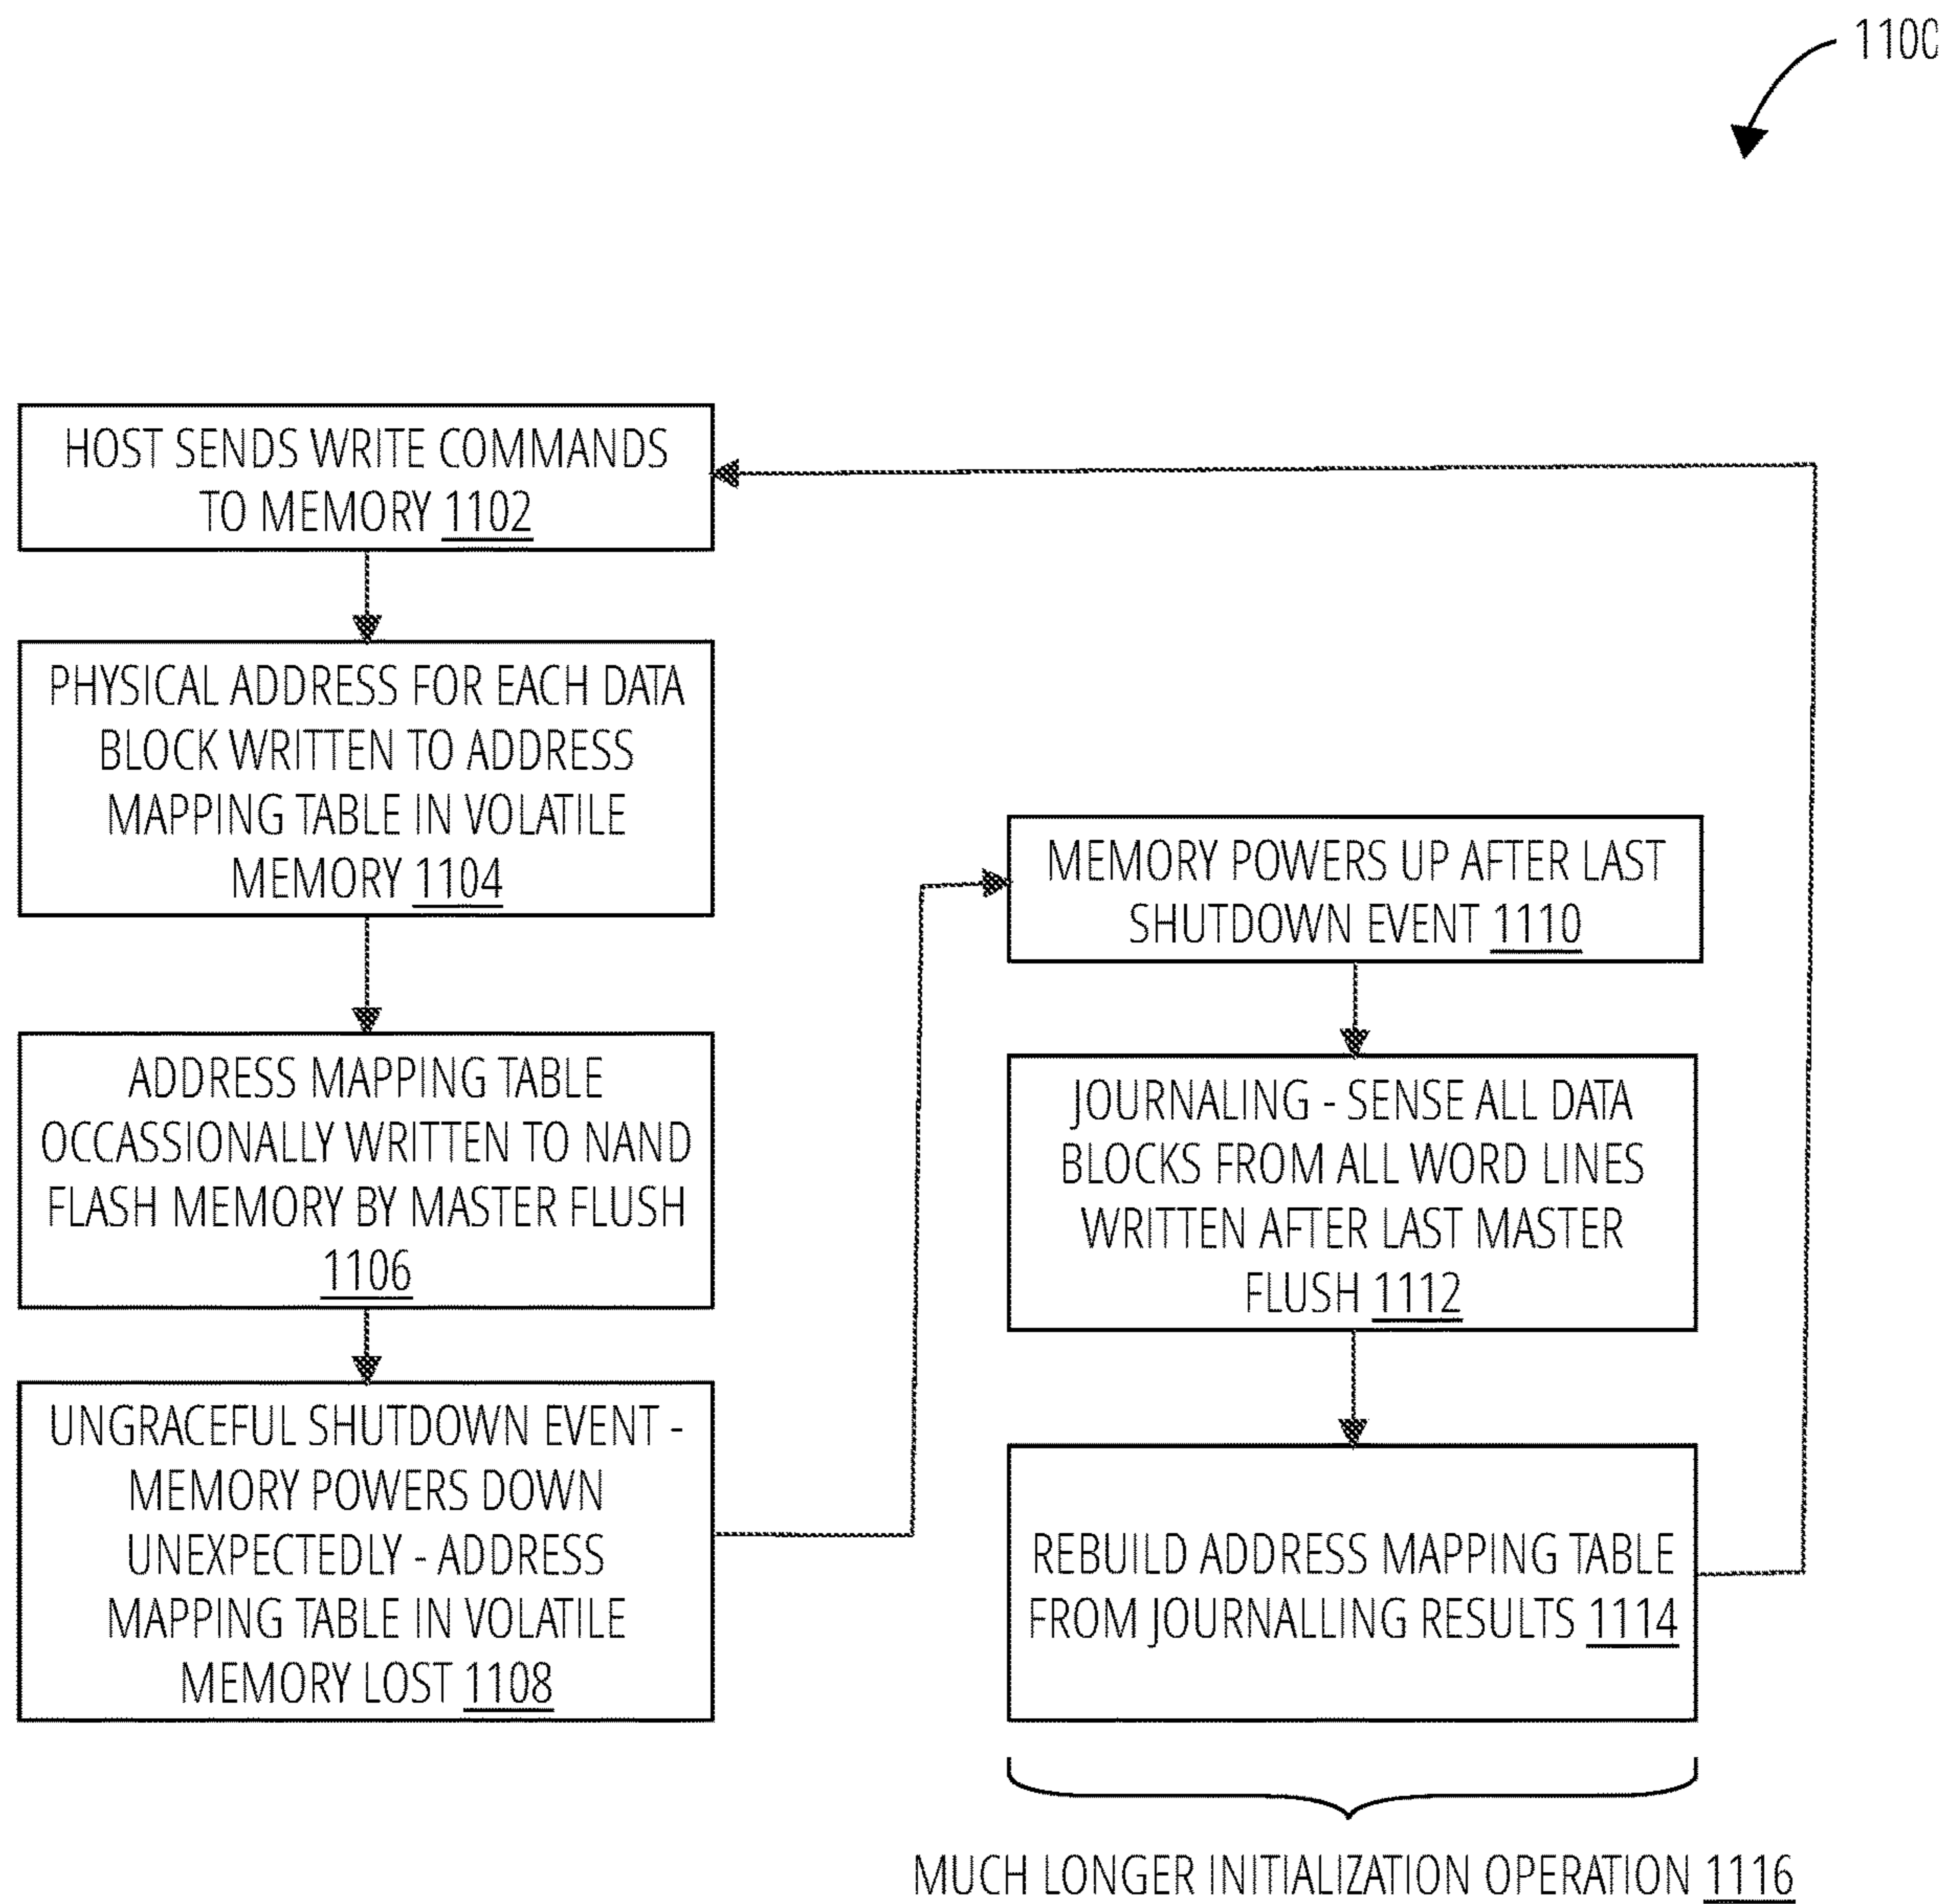 1100
HOST SENDS WRITE COMMANDS
TO MEMORY 1102
PHYSICAL ADDRESS FOR EACH DATA
BLOCK WRITTEN TO ADDRESS
MAPPING TABLE IN VOLATILE
MEMORY 1104
ADDRESS MAPPING TABLE
OCCASSIONALLY WRITTEN TO NAND
FLASH MEMORY BY MASTER FLUSH
1106
UNGRACEFUL SHUTDOWN EVENT -
MEMORY POWERS DOWN
UNEXPECTEDLY - ADDRESS
MAPPING TABLE IN VOLATILE
MEMORY LOST 1108
MEMORY POWERS UP AFTER LAST
SHUTDOWN EVENT 1110
JOURNALING - SENSE ALL DATA
BLOCKS FROM ALL WORD LINES
WRITTEN AFTER LAST MASTER
FLUSH 1112
REBUILD ADDRESS MAPPING TABLE
FROM JOURNALLING RESULTS 1114
MUCH LONGER INITIALIZATION OPERATION 1116